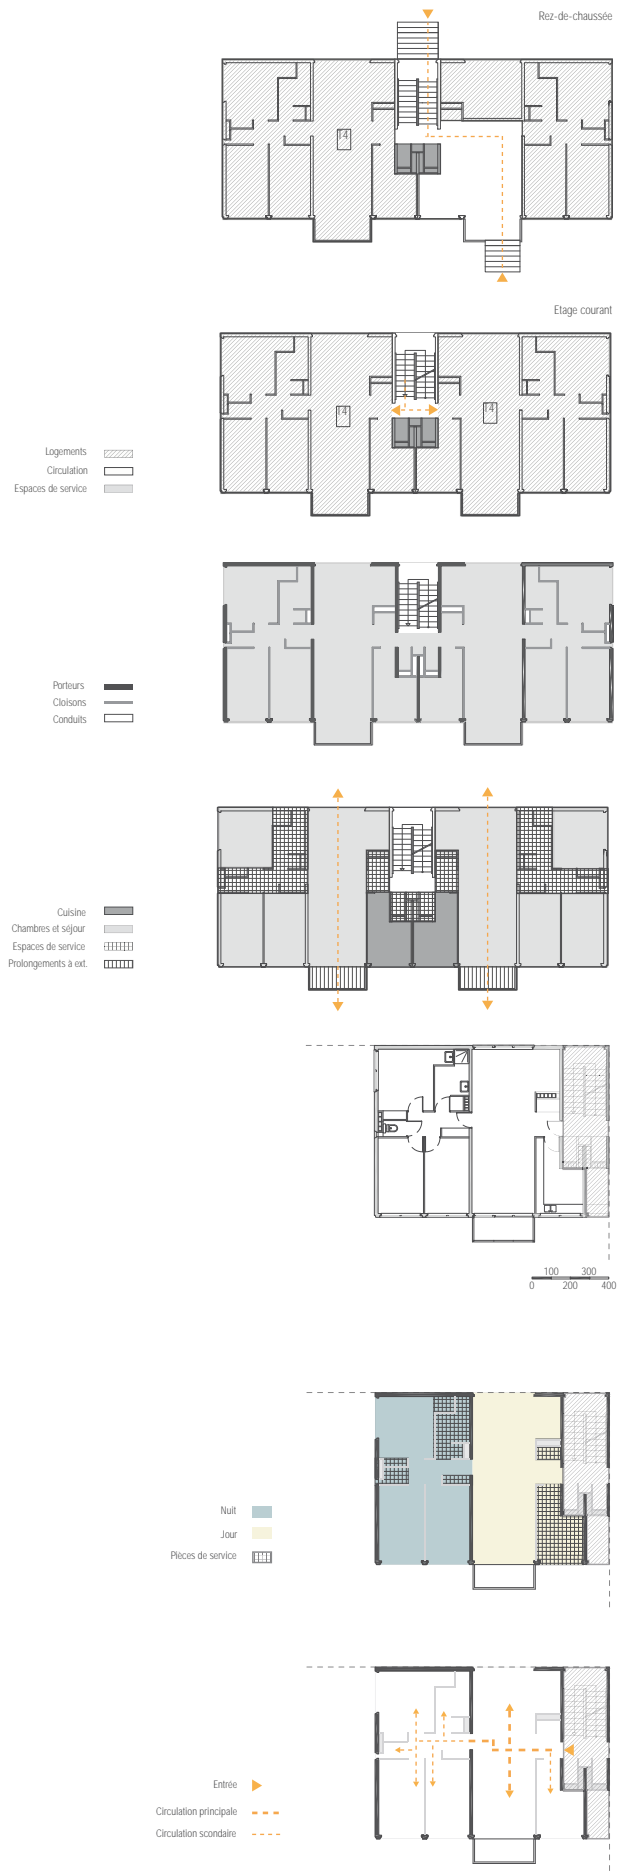 Rez-de-chaussée
T4
Etage courant
T4
T4
Logements
Circulation
Espaces de service
Porteurs
Cloisons
Conduits
Cuisine
Chambres et séjour
Espaces de service
Prolongements à ext.
100 300
0 200 400
Nuit
Jour
Pièces de service
Entrée
Circulation principale
Circulation scondaire